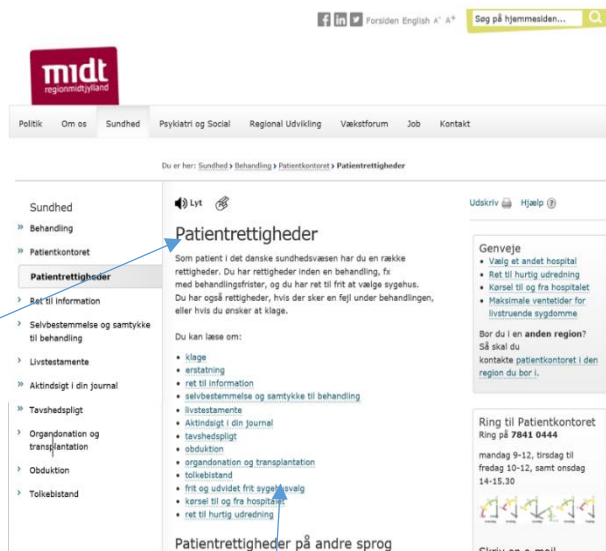 Forsiden English A- A+
Søg på hjemmesiden...
midt
regionmidtjylland
Politik Om os Sundhed Psykiatri og Social Regional Udvikling Vækstforum Job Kontakt
Du er her: Sundhed › Behandling › Patientkontoret › Patientrettigheder
Sundhed
» Behandling
» Patientkontoret
Patientrettigheder
› Ret til information
› Selvbestemmelse og samtykke
til behandling
› Livstestamente
» Aktindsigt i din journal
» Tavshedspligt
› Organdonation og
transplantation
› Obduktion
› Tolkebistand
Lyt
Patientrettigheder
Som patient i det danske sundhedsvæsen har du en række
rettigheder. Du har rettigheder inden en behandling, fx
med behandlingsfrister, og du har ret til frit at vælge sygehus.
Du har også rettigheder, hvis der sker en fejl under behandlingen,
eller hvis du ønsker at klage.
Du kan læse om:
• klage
• erstatning
• ret til information
• selvbestemmelse og samtykke til behandling
• livstestamente
• Aktindsigt i din journal
• tavshedspligt
• obduktion
• organdonation og transplantation
• tolkebistand
• frit og udvidet frit sygehusvalg
• kørsel til og fra hospitalet
• ret til hurtig udredning
Patientrettigheder på andre sprog
Udskriv Hjælp ?
Genveje
• Vælg et andet hospital
• Ret til hurtig udredning
• Kørsel til og fra hospitalet
• Maksimale ventetider for
livstruende sygdomme
Bor du i en anden region?
Så skal du
kontakte patientkontoret i den
region du bor i.
Ring til Patientkontoret
Ring på 7841 0444
mandag 9-12, tirsdag til
fredag 10-12, samt onsdag
14-15.30
Skriv en e-mail